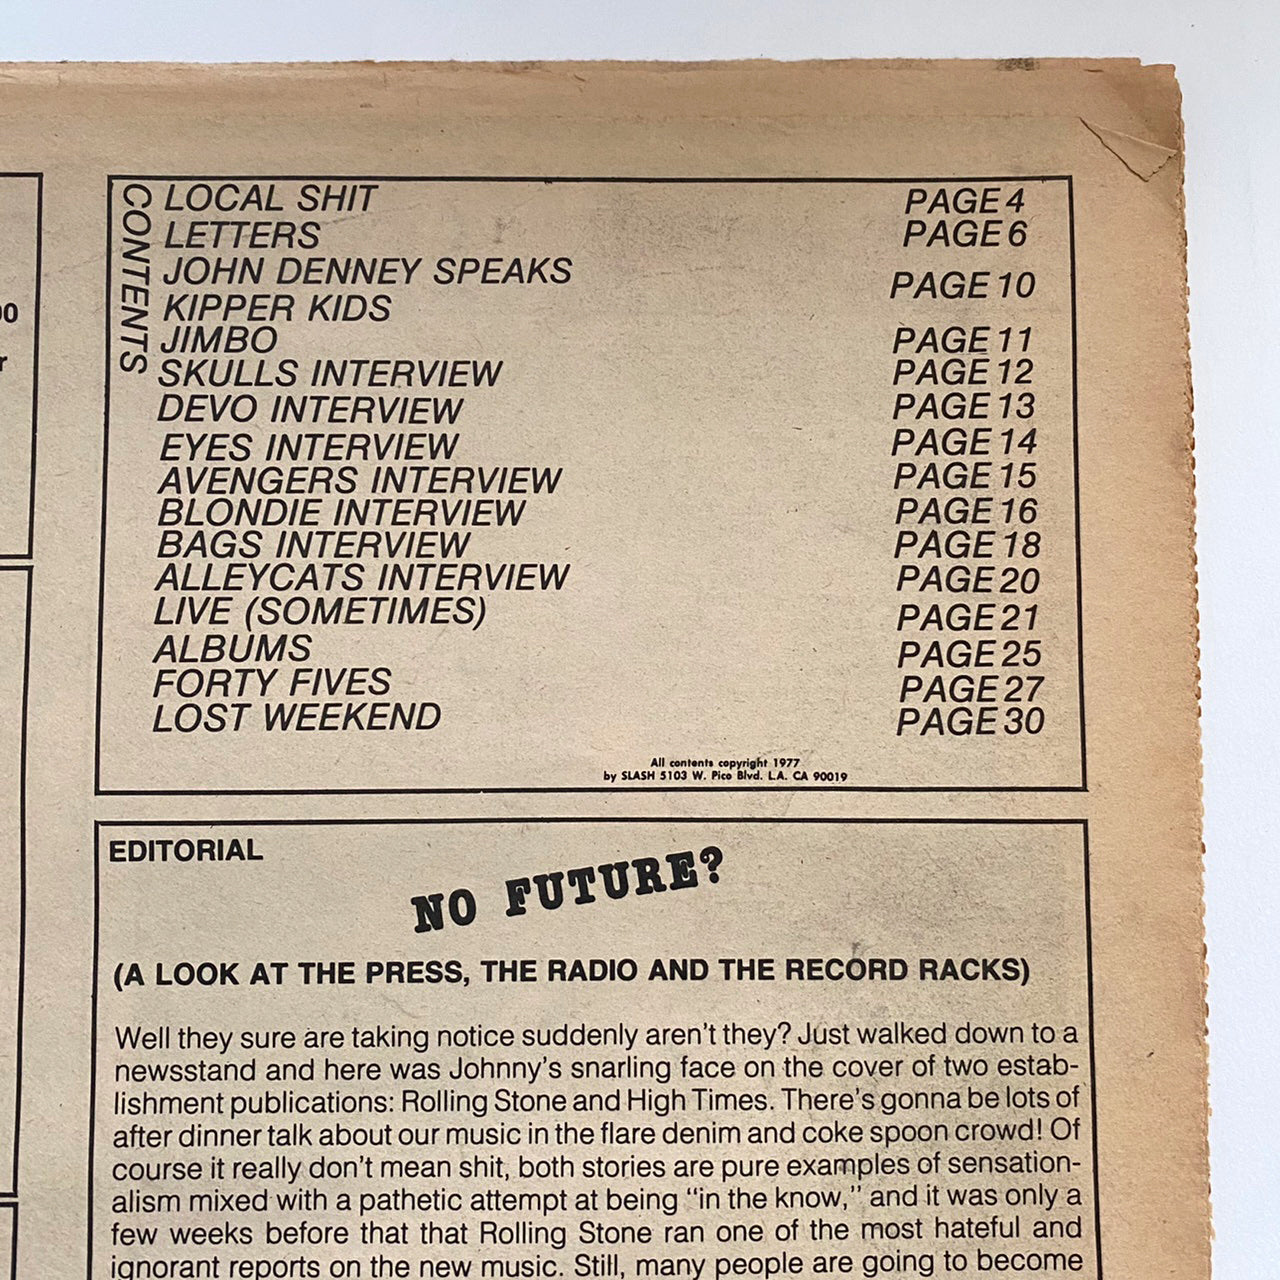 00
r
CONTENTS
LOCAL SHIT PAGE 4
LETTERS PAGE 6
JOHN DENNEY SPEAKS
KIPPER KIDS PAGE 10
JIMBO PAGE 11
SKULLS INTERVIEW PAGE 12
DEVO INTERVIEW PAGE 13
EYES INTERVIEW PAGE 14
AVENGERS INTERVIEW PAGE 15
BLONDIE INTERVIEW PAGE 16
BAGS INTERVIEW PAGE 18
ALLEYCATS INTERVIEW PAGE 20
LIVE (SOMETIMES) PAGE 21
ALBUMS PAGE 25
FORTY FIVES PAGE 27
LOST WEEKEND PAGE 30
All contents copyright 1977
by SLASH 5103 W. Pico Blvd. L.A. CA 90019
EDITORIAL
NO FUTURE?
(A LOOK AT THE PRESS, THE RADIO AND THE RECORD RACKS)
Well they sure are taking notice suddenly aren't they? Just walked down to a
newsstand and here was Johnny's snarling face on the cover of two estab-
lishment publications: Rolling Stone and High Times. There's gonna be lots of
after dinner talk about our music in the flare denim and coke spoon crowd! Of
course it really don't mean shit, both stories are pure examples of sensation-
alism mixed with a pathetic attempt at being "in the know," and it was only a
few weeks before that that Rolling Stone ran one of the most hateful and
ignorant reports on the new music. Still, many people are going to become